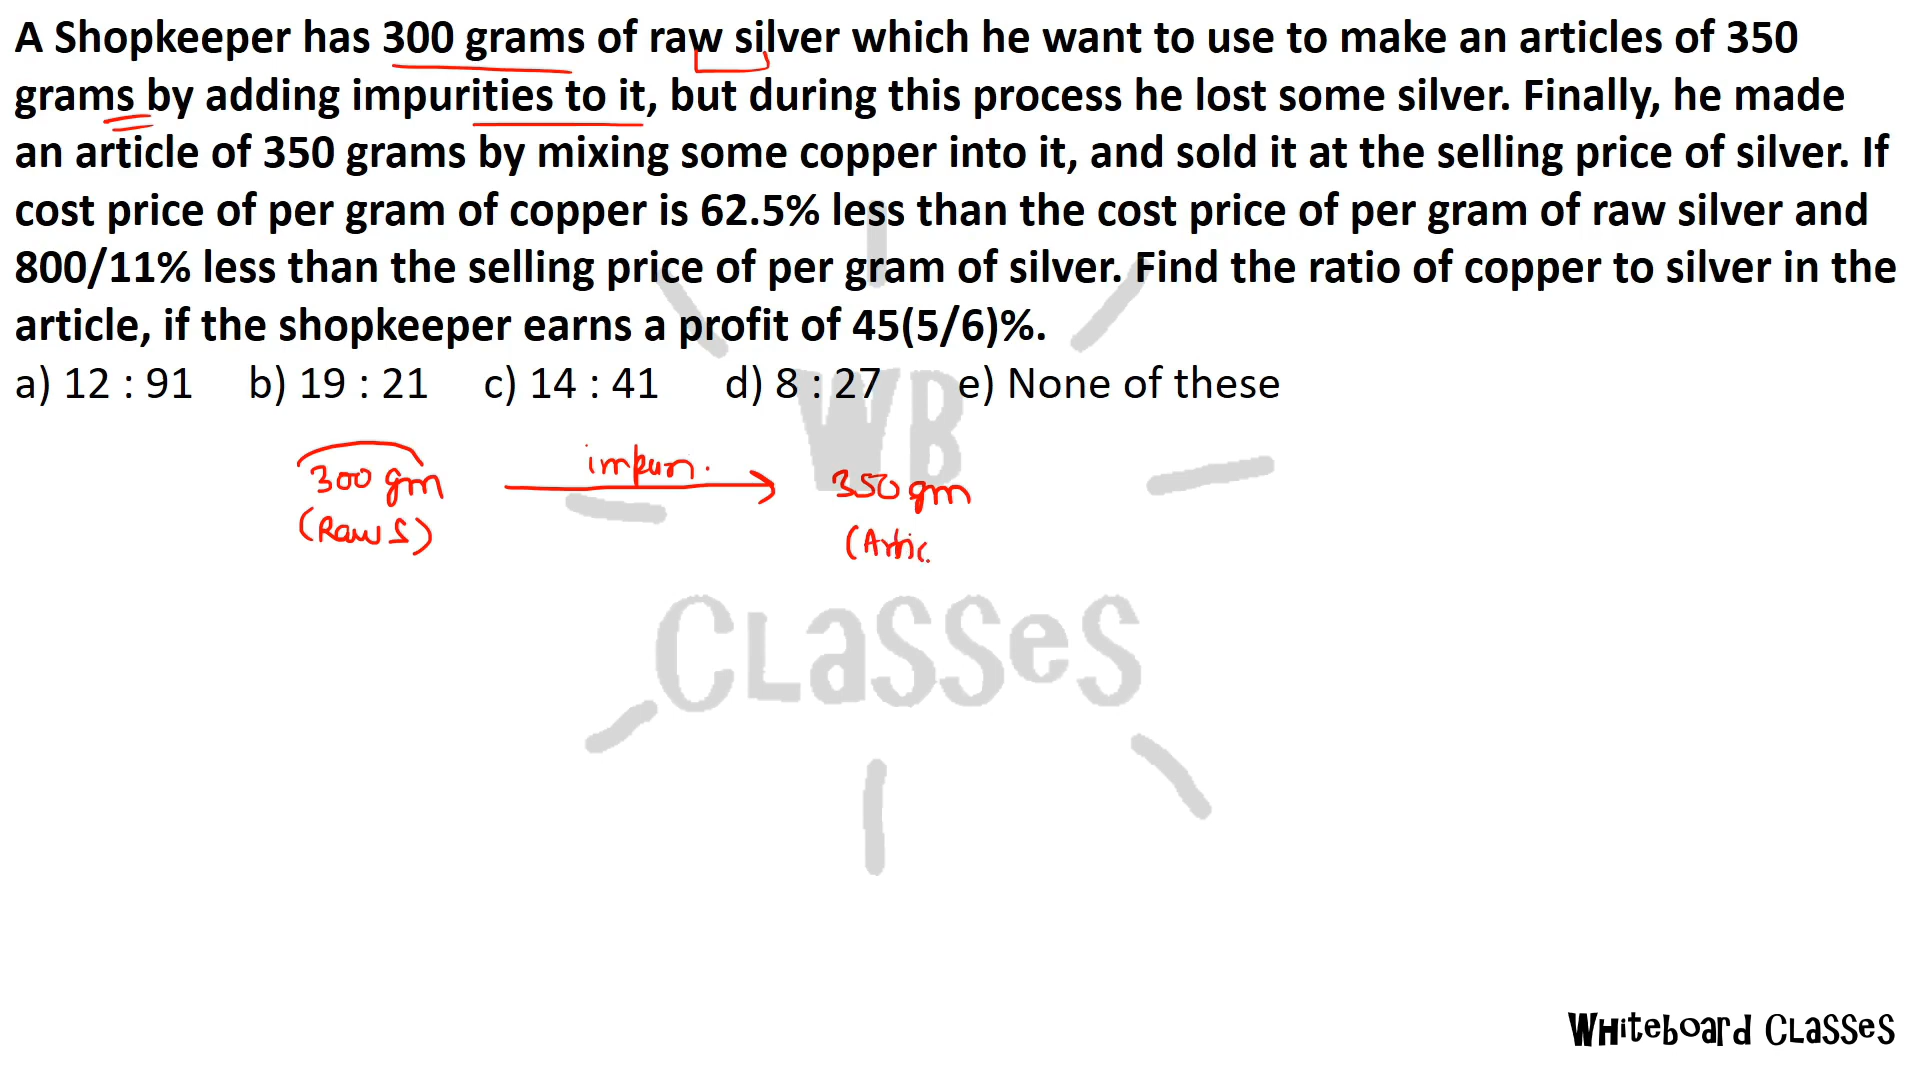 A Shopkeeper has 300 grams of raw silver which he want to use to make an articles of 350
grams by adding impurities to it, but during this process he lost some silver. Finally, he made
an article of 350 grams by mixing some copper into it, and sold it at the selling price of silver. If
cost price of per gram of copper is 62.5% less than the cost price of per gram of raw silver and
800/11% less than the selling price of per gram of silver. Find the ratio of copper to silver in the
article, if the shopkeeper earns a profit of 45(5/6)%.
a) 12 : 91 b) 19 : 21 c) 14 : 41 d) 8 : 27 e) None of these
300 gm impur. 350 gm
(Raw S) (Artic.
WB
CLASSES
Whiteboard Classes